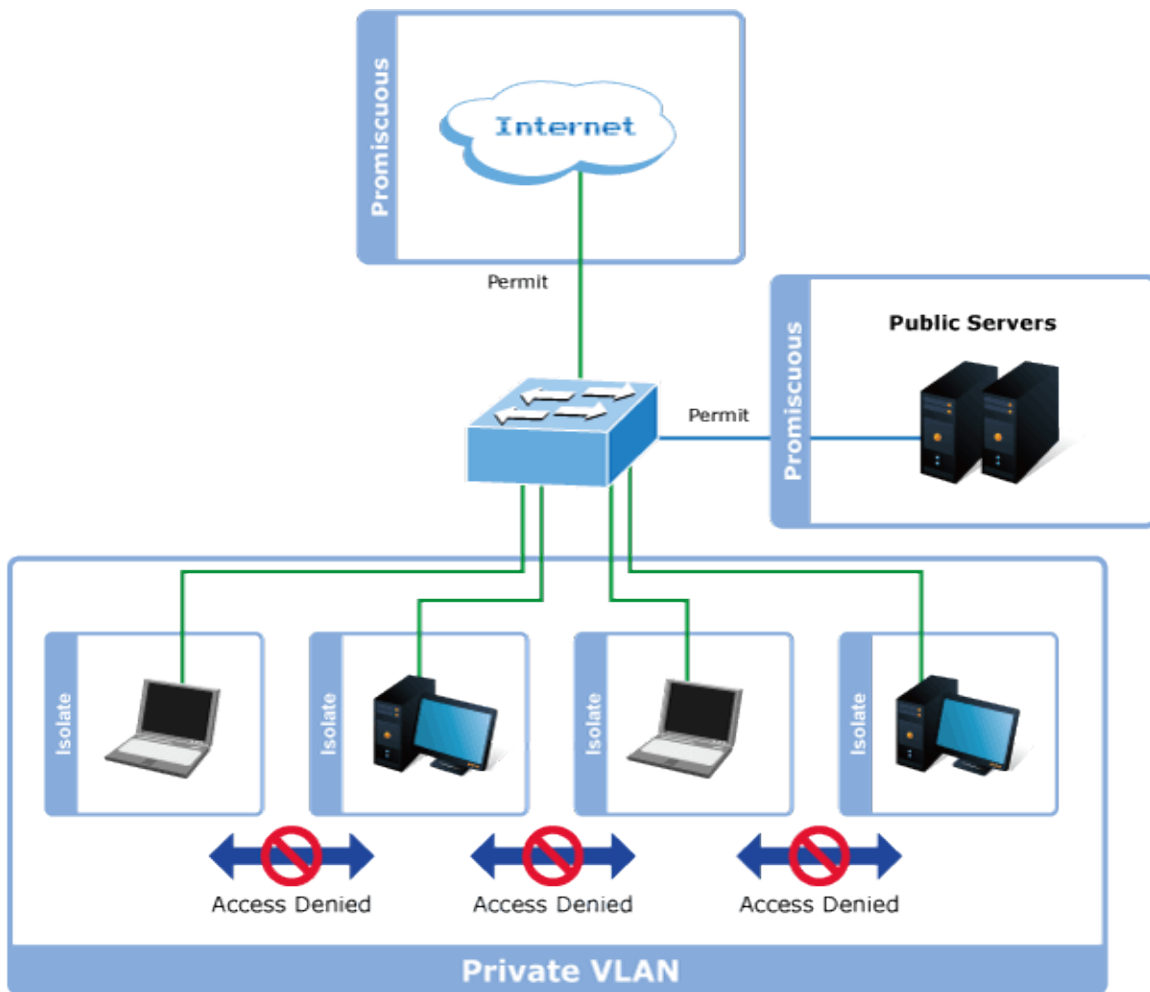 Promiscuous
Internet
Permit
Promiscuous
Public Servers
Permit
Isolate
Isolate
Isolate
Isolate
Access Denied
Access Denied
Access Denied
Private VLAN